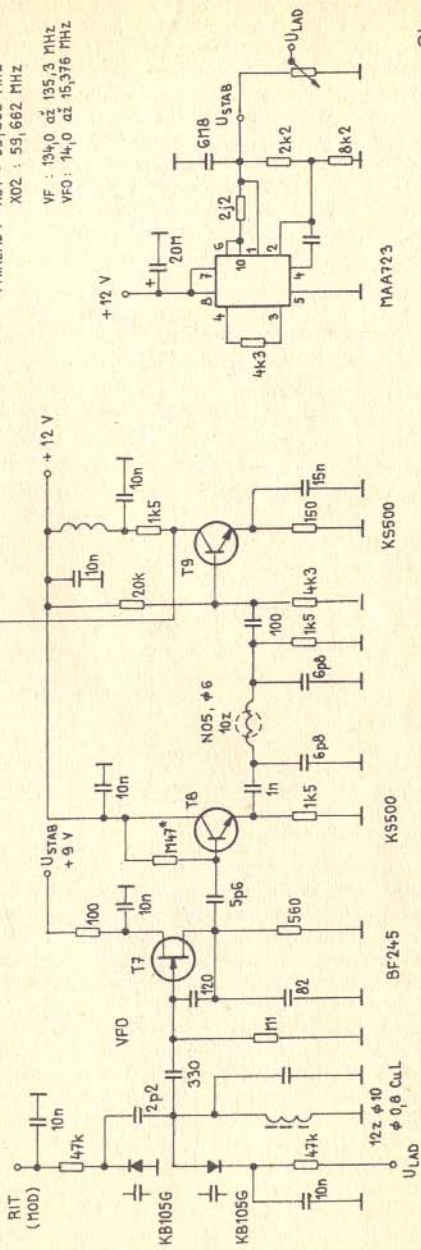 XO2 : 59,662 MHz
VF : 134,0 až 135,3 MHz
VFO: 14,0 až 15,376 MHz
+12 V
20M
6M8
U_STAB
U_LAD
2j2
2k2
8k2
8
7
6
10
1
2
4
3
4
5
4k3
MAA723
+ 12 V
10n
10n
1k5
20k
T9
15n
150
4k3
100
1k5
6p8
N05, ϕ6
10z
6p8
1n
1k5
KS500
KS500
T8
10n
M47*
5p6
U_STAB
+ 9 V
100
10n
T7
VFO
120
82
560
BF245
M1
330
2p2
12z ϕ10
ϕ 0,8 CuL
RIT
(MOD)
10n
47k
KB105G
KB105G
47k
10n
U_LAD